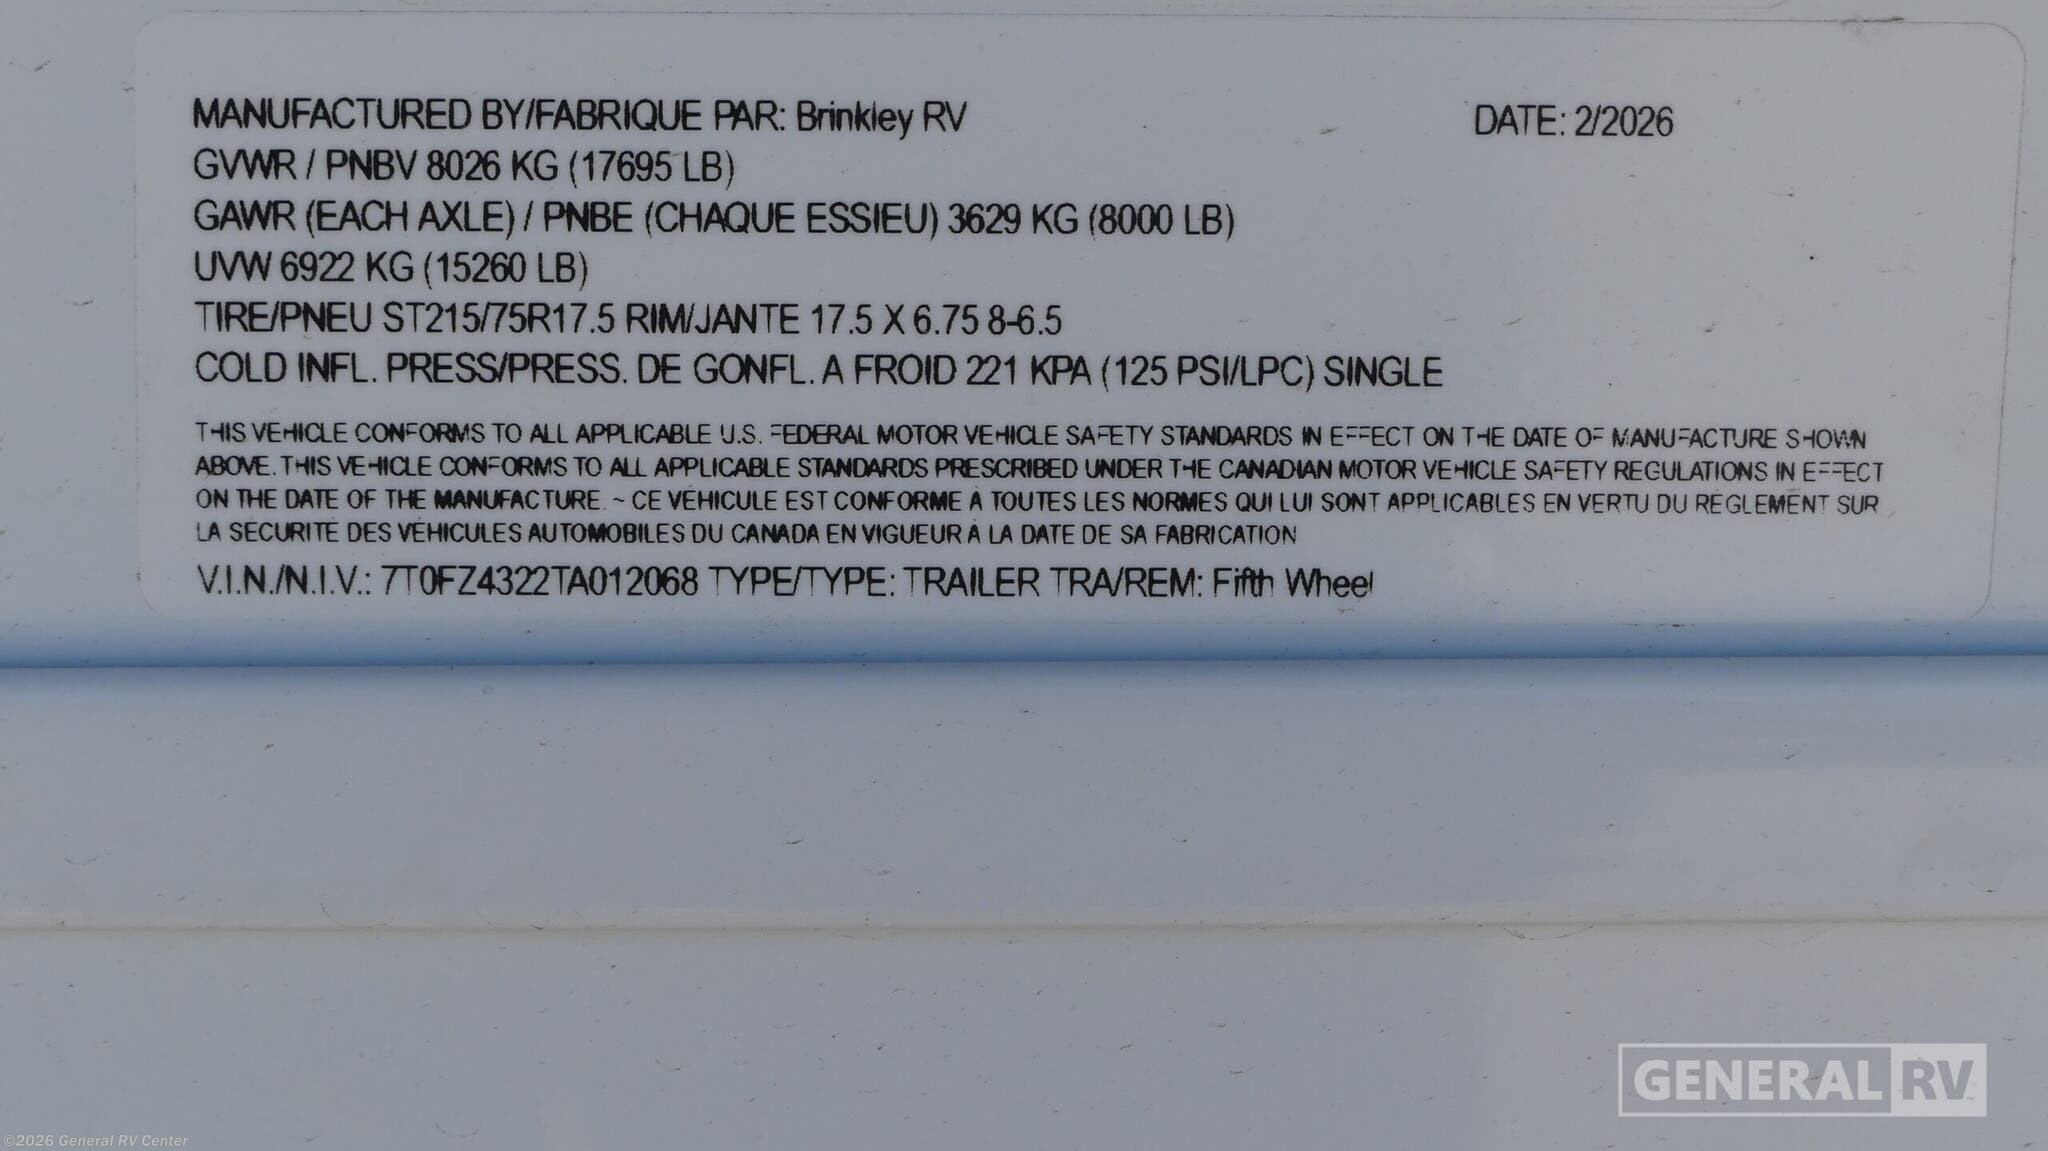 MANUFACTURED BY/FABRIQUE PAR: Brinkley RV DATE: 2/2026
GVWR / PNBV 8026 KG (17695 LB)
GAWR (EACH AXLE) / PNBE (CHAQUE ESSIEU) 3629 KG (8000 LB)
UVW 6922 KG (15260 LB)
TIRE/PNEU ST215/75R17.5 RIM/JANTE 17.5 X 6.75 8-6.5
COLD INFL. PRESS/PRESS. DE GONFL. A FROID 221 KPA (125 PSI/LPC) SINGLE
THIS VEHICLE CONFORMS TO ALL APPLICABLE U.S. FEDERAL MOTOR VEHICLE SAFETY STANDARDS IN EFFECT ON THE DATE OF MANUFACTURE SHOWN
ABOVE. THIS VEHICLE CONFORMS TO ALL APPLICABLE STANDARDS PRESCRIBED UNDER THE CANADIAN MOTOR VEHICLE SAFETY REGULATIONS IN EFFECT
ON THE DATE OF THE MANUFACTURE. ~ CE VÉHICULE EST CONFORME À TOUTES LES NORMES QUI LUI SONT APPLICABLES EN VERTU DU RÈGLEMENT SUR
LA SÉCURITÉ DES VÉHICULES AUTOMOBILES DU CANADA EN VIGUEUR À LA DATE DE SA FABRICATION
V.I.N./N.I.V.: 7T0FZ4322TA012068 TYPE/TYPE: TRAILER TRA/REM: Fifth Wheel
GENERAL RV
©2026 General RV Center